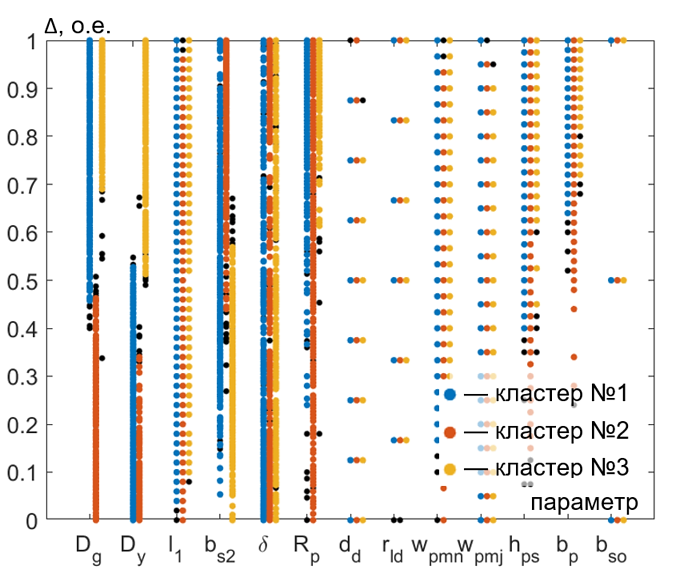 Δ, о.е.
1
0.9
0.8
0.7
0.6
0.5
0.4
0.3
0.2
0.1
0
кластер №1
кластер №2
кластер №3
параметр
Dg Dy l1 bs2 δ Rp dd rld wpmn wpmj hps bp bso